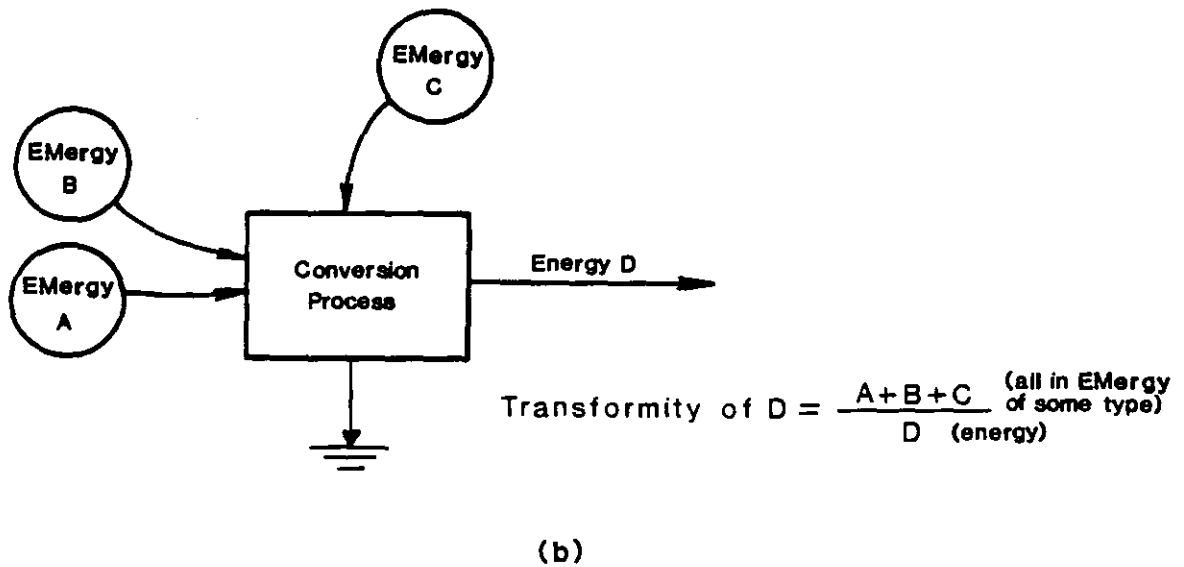 EMergy
C
EMergy
B
EMergy
A
Conversion
Process
Energy D
Transformity of D = A+B+C (all in EMergy
of some type)
D (energy)
(b)